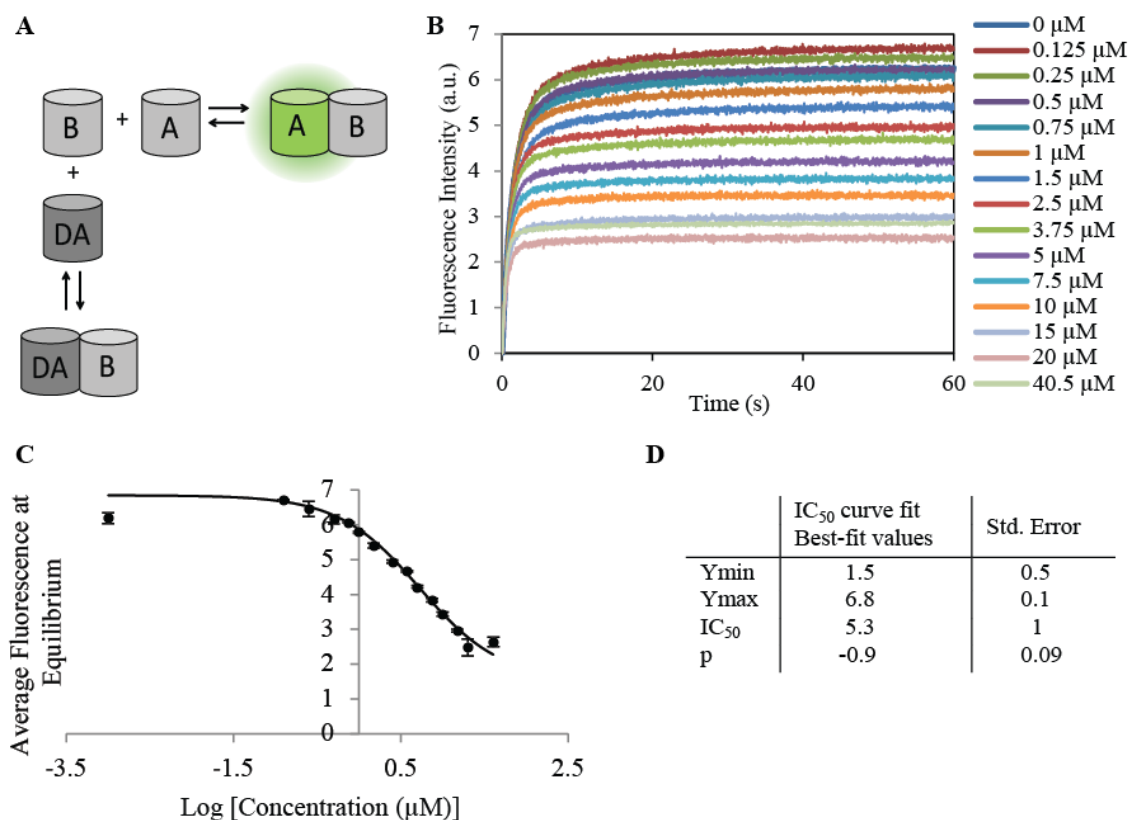 A
B + A A B
+
DA
DA B
B
Fluorescence Intensity (a.u.)
7
6
5
4
3
2
1
0
0 20 40 60
Time (s)
0 µM
0.125 µM
0.25 µM
0.5 µM
0.75 µM
1 µM
1.5 µM
2.5 µM
3.75 µM
5 µM
7.5 µM
10 µM
15 µM
20 µM
40.5 µM
C
Average Fluorescence at
Equilibrium
7
6
5
4
3
2
1
0
-3.5 -1.5 0.5 2.5
Log [Concentration (µM)]
D
IC50 curve fit
Best-fit values Std. Error
Ymin 1.5 0.5
Ymax 6.8 0.1
IC50 5.3 1
p -0.9 0.09